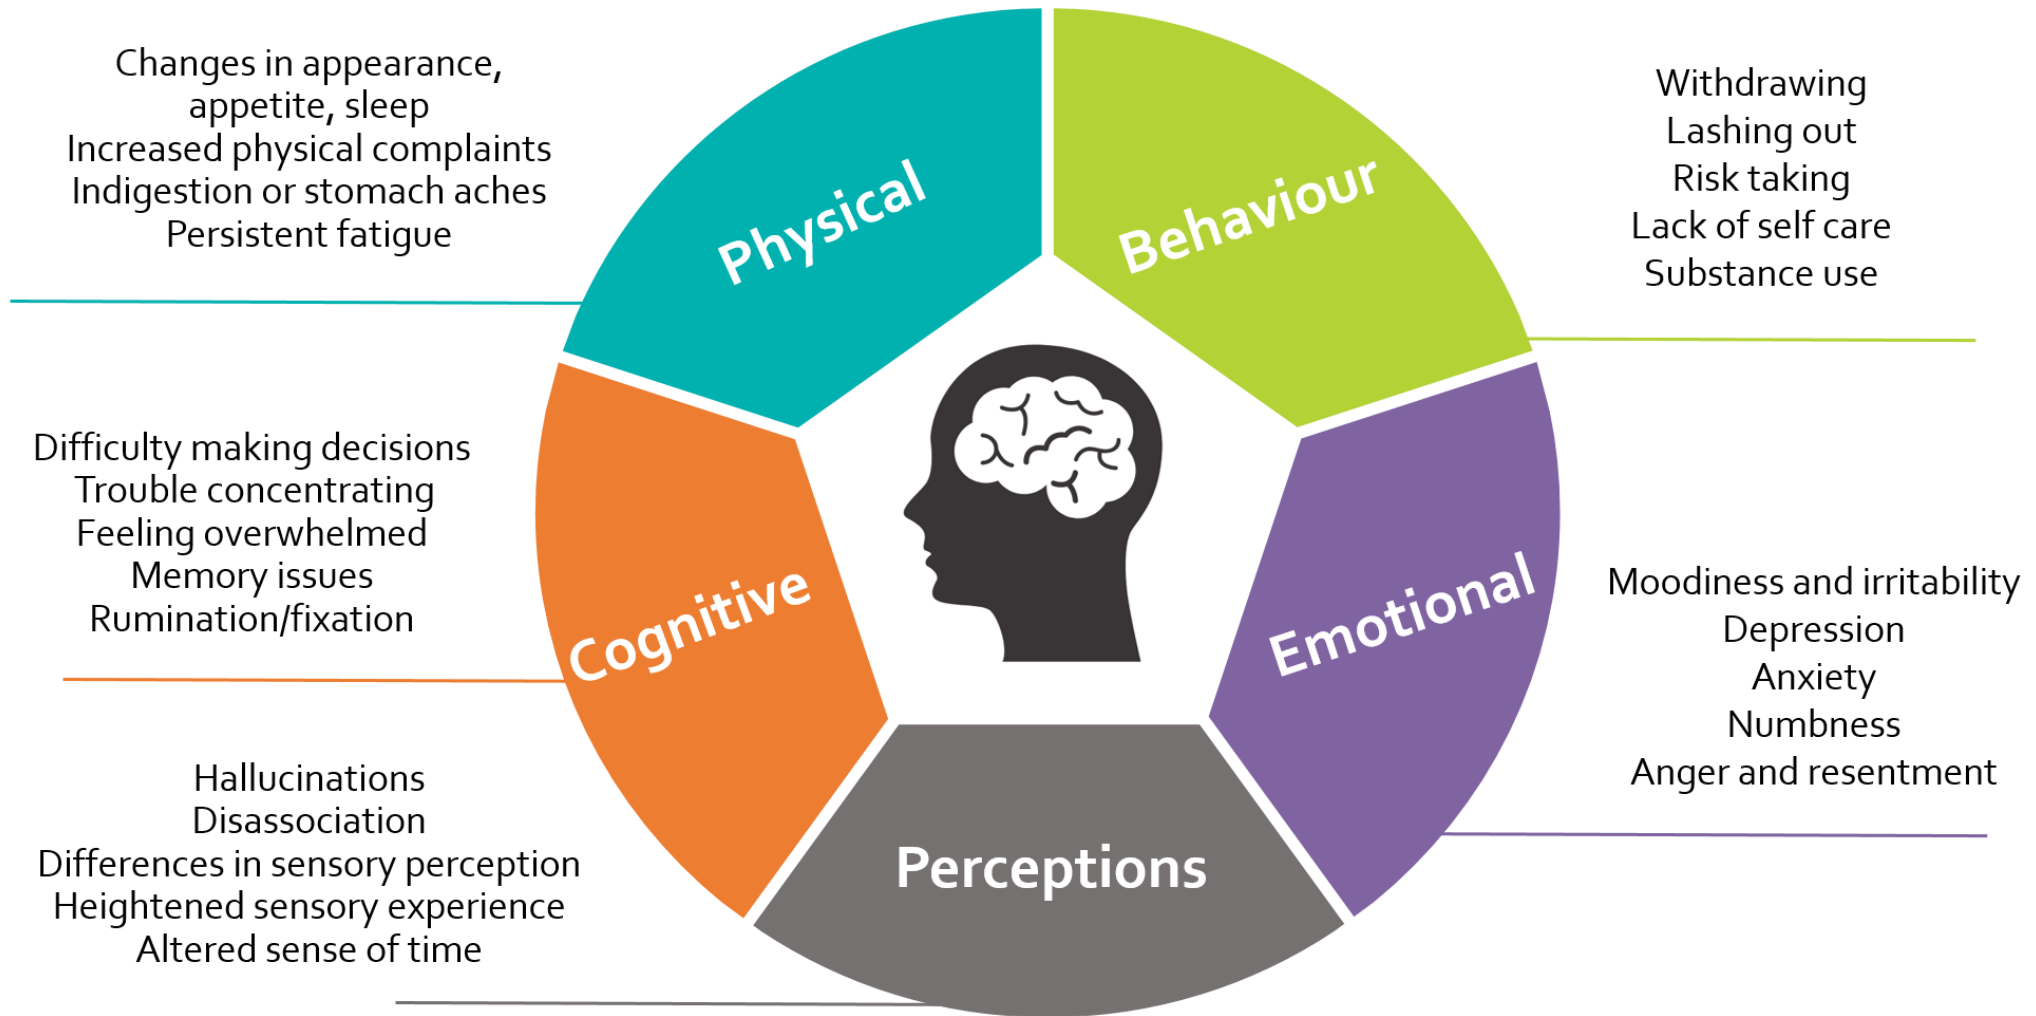 Changes in appearance,
appetite, sleep
Increased physical complaints
Indigestion or stomach aches
Persistent fatigue
Physical
Behaviour
Withdrawing
Lashing out
Risk taking
Lack of self care
Substance use
Difficulty making decisions
Trouble concentrating
Feeling overwhelmed
Memory issues
Rumination/fixation
Cognitive
Emotional
Moodiness and irritability
Depression
Anxiety
Numbness
Anger and resentment
Hallucinations
Disassociation
Differences in sensory perception
Heightened sensory experience
Altered sense of time
Perceptions